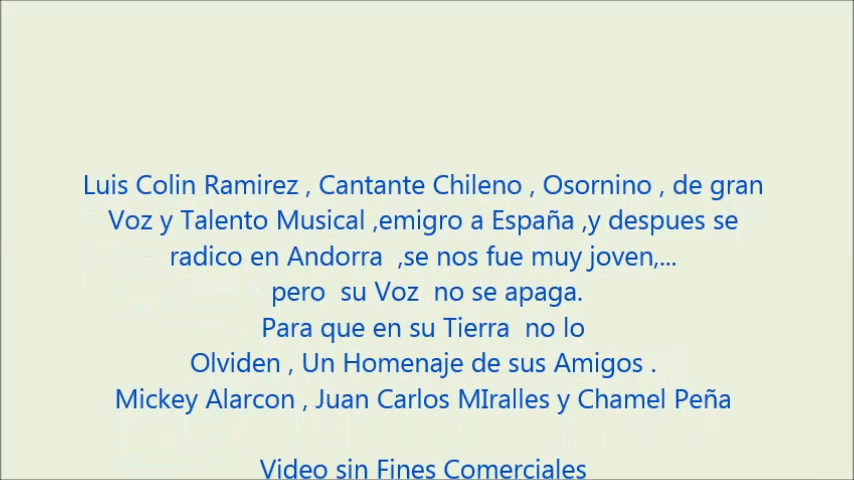 Luis Colin Ramirez , Cantante Chileno , Osornino , de gran
Voz y Talento Musical ,emigro a España ,y despues se
radico en Andorra  ,se nos fue muy joven,...
pero  su Voz  no se apaga.
Para que en su Tierra  no lo
Olviden , Un Homenaje de sus Amigos .
Mickey Alarcon , Juan Carlos MIralles y Chamel Peña
Video sin Fines Comerciales